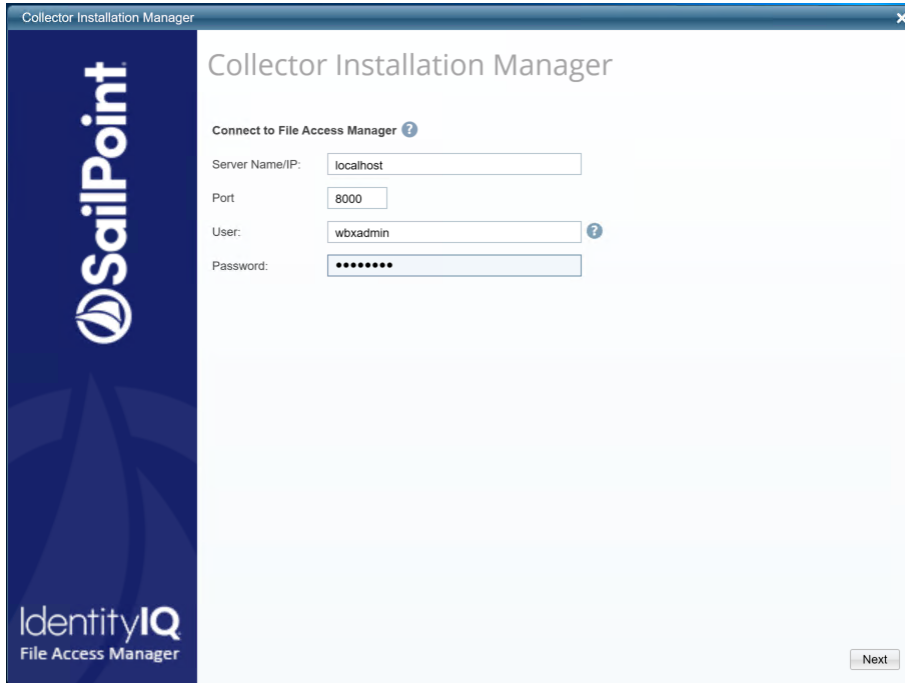 Collector Installation Manager
SailPoint
Collector Installation Manager
Connect to File Access Manager ?
Server Name/IP: localhost
Port 8000
User: wbxadmin ?
Password: ••••••••
IdentityIQ
File Access Manager
Next